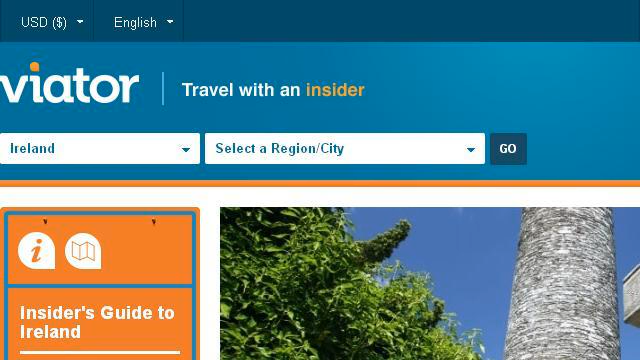 USD ($)
English
viator
Travel with an insider
Ireland
Select a Region/City
GO
i
Insider's Guide to
Ireland